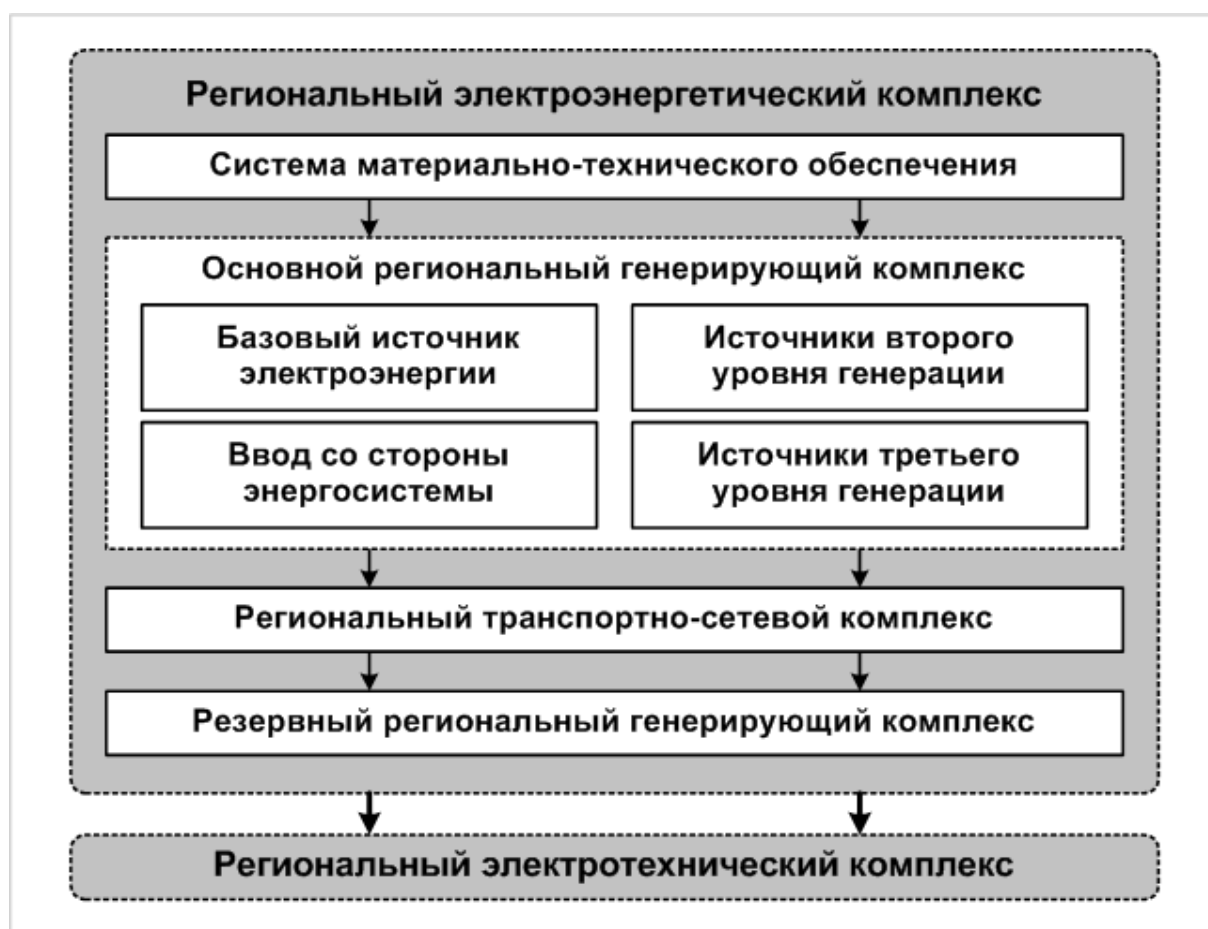 Региональный электроэнергетический комплекс
Система материально-технического обеспечения
Основной региональный генерирующий комплекс
Базовый источник
электроэнергии
Источники второго
уровня генерации
Ввод со стороны
энергосистемы
Источники третьего
уровня генерации
Региональный транспортно-сетевой комплекс
Резервный региональный генерирующий комплекс
Региональный электротехнический комплекс